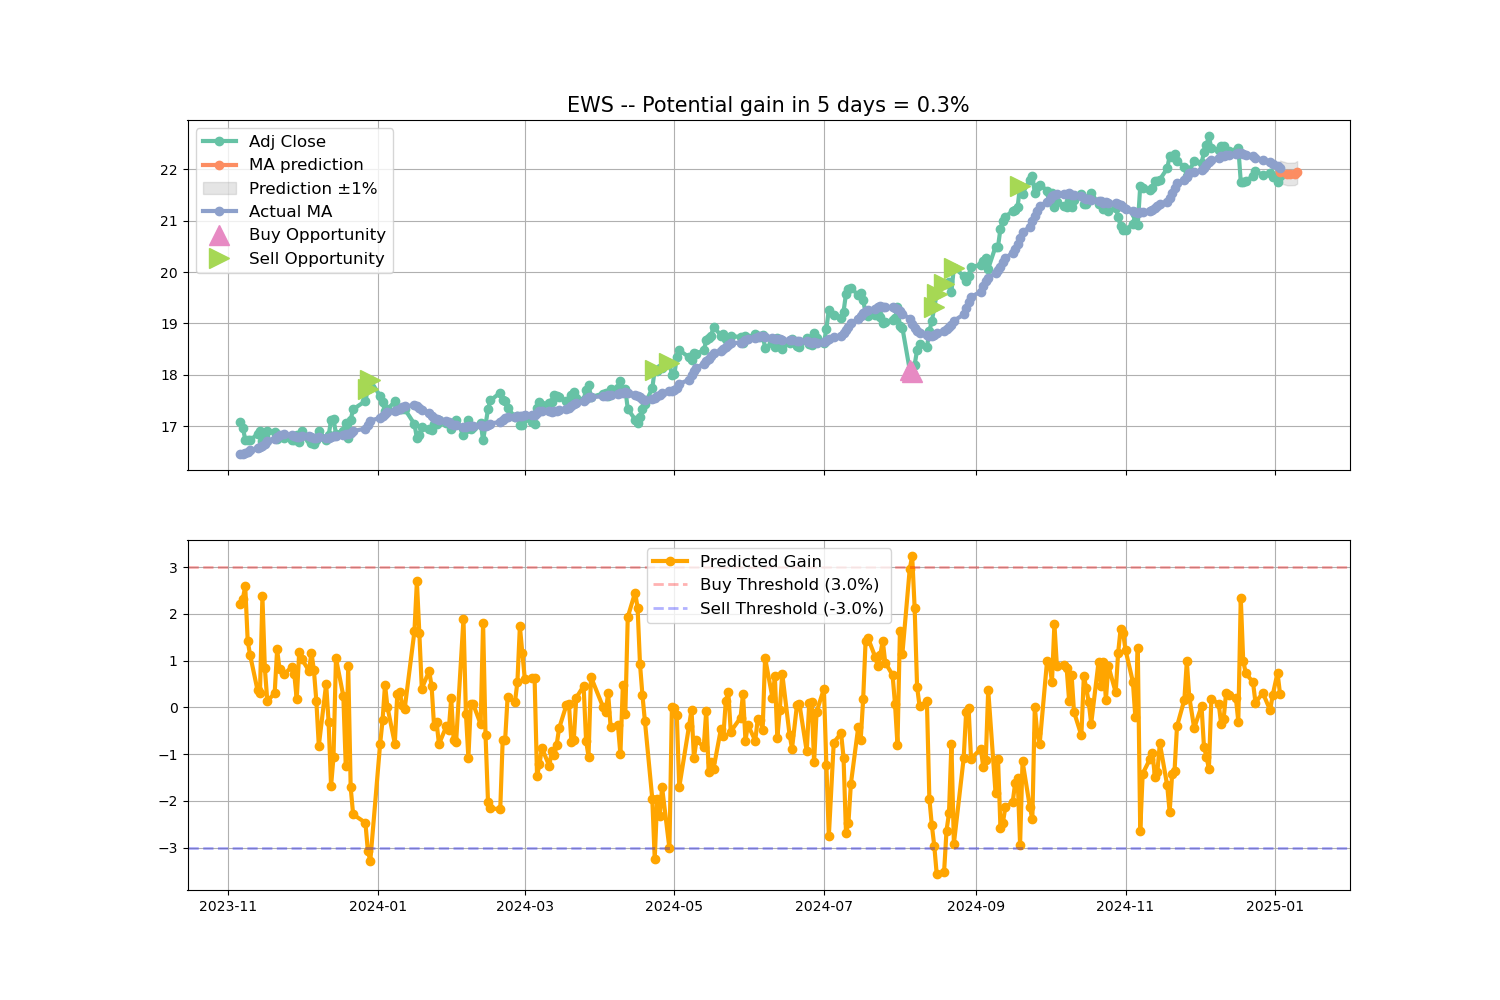 EWS -- Potential gain in 5 days = 0.3%
Adj Close
MA prediction
Prediction ±1%
Actual MA
Buy Opportunity
Sell Opportunity
22
21
20
19
18
17
Predicted Gain
Buy Threshold (3.0%)
Sell Threshold (-3.0%)
3
2
1
0
−1
−2
−3
2023-11 2024-01 2024-03 2024-05 2024-07 2024-09 2024-11 2025-01